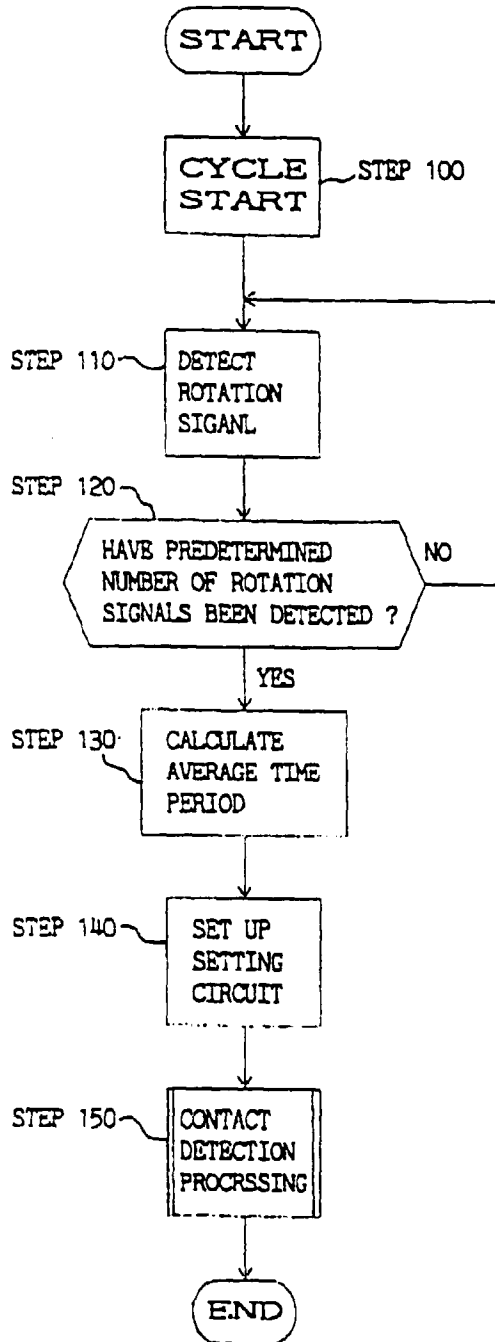 START
CYCLE
START
STEP 100
STEP 110
DETECT
ROTATION
SIGANL
STEP 120
HAVE PREDETERMINED
NUMBER OF ROTATION
SIGNALS BEEN DETECTED ?
NO
YES
STEP 130
CALCULATE
AVERAGE TIME
PERIOD
STEP 140
SET UP
SETTING
CIRCUIT
STEP 150
CONTACT
DETECTION
PROCRSSING
END